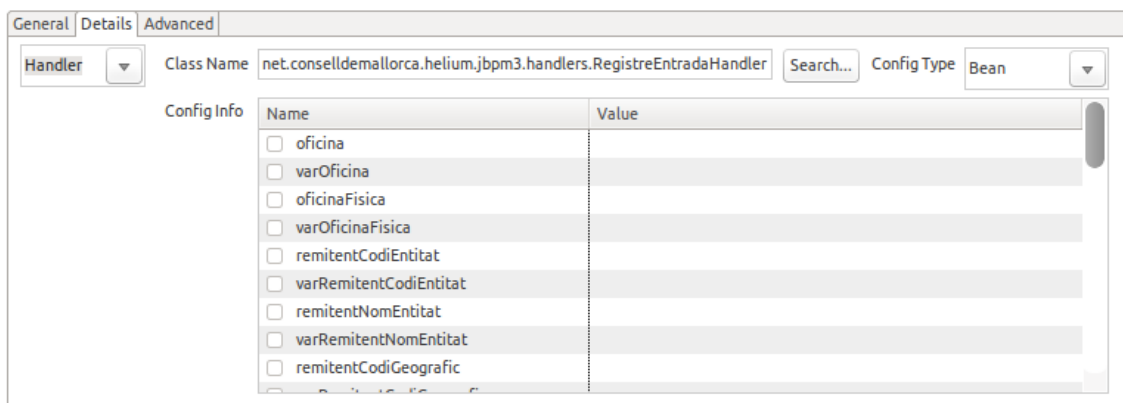 General Details Advanced
Handler Class Name net.conselldemallorca.helium.jbpm3.handlers.RegistreEntradaHandler Search... Config Type Bean
Config Info Name Value
oficina
varOficina
oficinaFisica
varOficinaFisica
remitentCodiEntitat
varRemitentCodiEntitat
remitentNomEntitat
varRemitentNomEntitat
remitentCodiGeografic